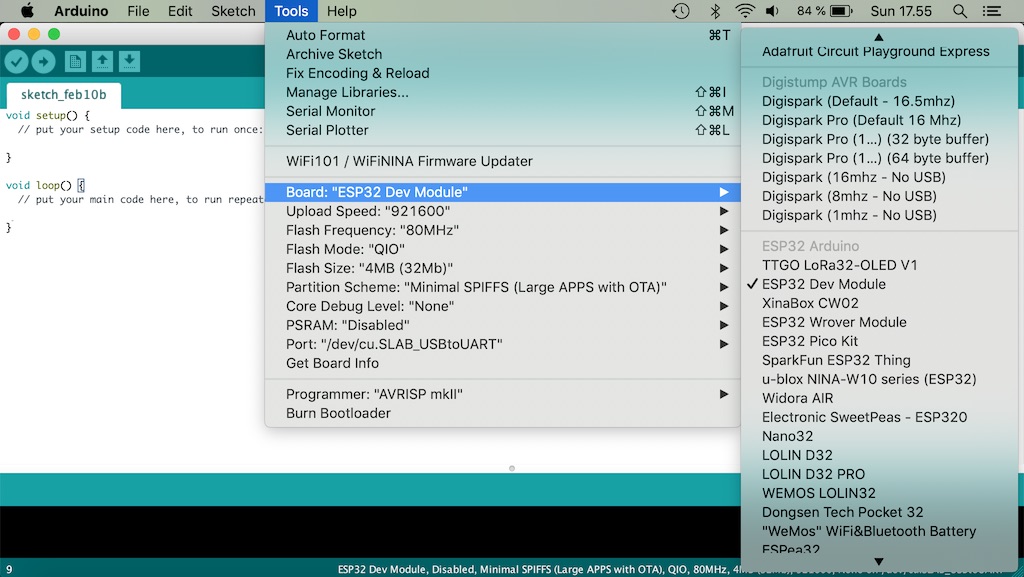 Arduino File Edit Sketch Tools Help 84 % Sun 17.55
sketch_feb10b
void setup() {
// put your setup code here, to run once:
}
void loop() {
// put your main code here, to run repeat
}
Auto Format ⌘T
Archive Sketch
Fix Encoding & Reload
Manage Libraries... ⇧⌘I
Serial Monitor ⇧⌘M
Serial Plotter ⇧⌘L
WiFi101 / WiFiNINA Firmware Updater
Board: "ESP32 Dev Module"
Upload Speed: "921600"
Flash Frequency: "80MHz"
Flash Mode: "QIO"
Flash Size: "4MB (32Mb)"
Partition Scheme: "Minimal SPIFFS (Large APPS with OTA)"
Core Debug Level: "None"
PSRAM: "Disabled"
Port: "/dev/cu.SLAB_USBtoUART"
Get Board Info
Programmer: "AVRISP mkII"
Burn Bootloader
Adafruit Circuit Playground Express
Digistump AVR Boards
Digispark (Default - 16.5mhz)
Digispark Pro (Default 16 Mhz)
Digispark Pro (1...) (32 byte buffer)
Digispark Pro (1...) (64 byte buffer)
Digispark (16mhz - No USB)
Digispark (8mhz - No USB)
Digispark (1mhz - No USB)
ESP32 Arduino
TTGO LoRa32-OLED V1
✓ ESP32 Dev Module
XinaBox CW02
ESP32 Wrover Module
ESP32 Pico Kit
SparkFun ESP32 Thing
u-blox NINA-W10 series (ESP32)
Widora AIR
Electronic SweetPeas - ESP320
Nano32
LOLIN D32
LOLIN D32 PRO
WEMOS LOLIN32
Dongsen Tech Pocket 32
"WeMos" WiFi&Bluetooth Battery
ESPea32
9 ESP32 Dev Module, Disabled, Minimal SPIFFS (Large APPS with OTA), QIO, 80MHz,